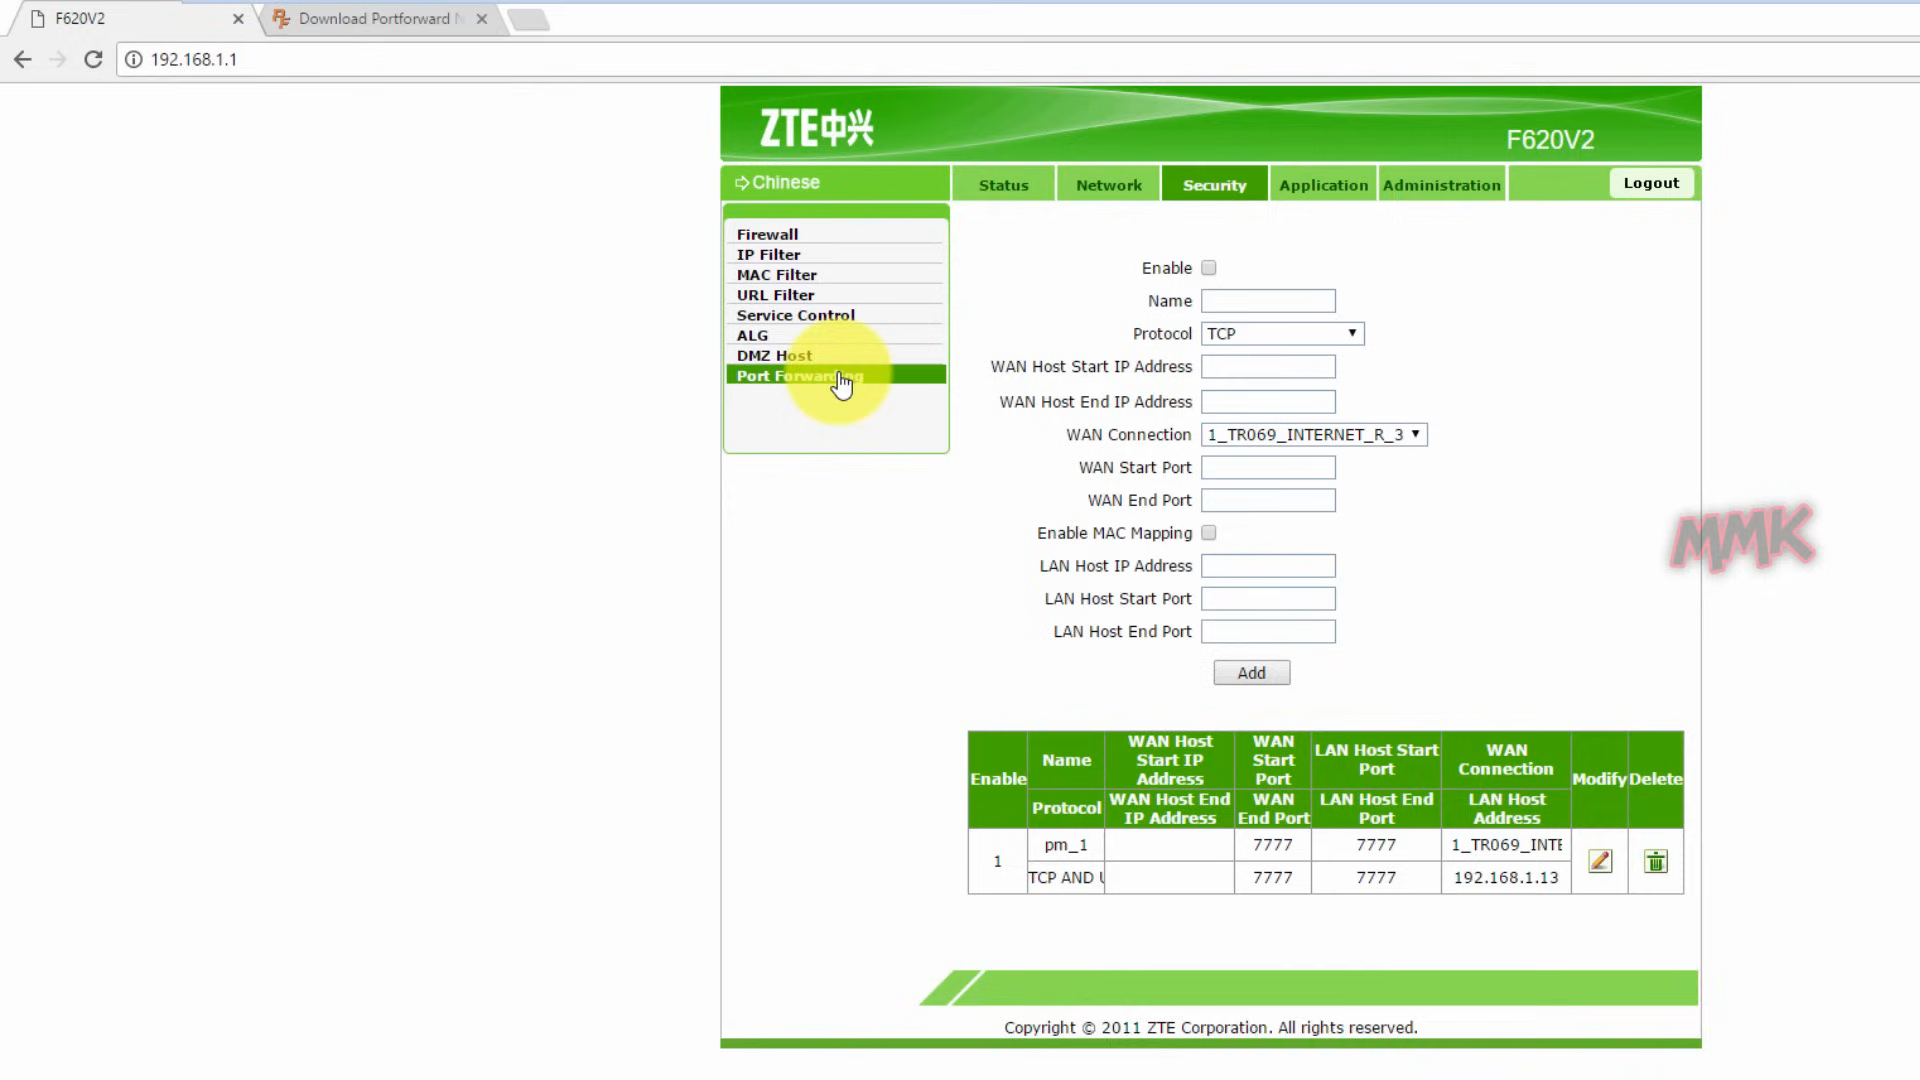 F620V2
Download Portforward N
192.168.1.1
ZTE中兴
F620V2
Chinese
Status
Network
Security
Application
Administration
Logout
Firewall
IP Filter
MAC Filter
URL Filter
Service Control
ALG
DMZ Host
Port Forwarding
Enable
Name
Protocol TCP
WAN Host Start IP Address
WAN Host End IP Address
WAN Connection 1_TR069_INTERNET_R_3
WAN Start Port
WAN End Port
Enable MAC Mapping
LAN Host IP Address
LAN Host Start Port
LAN Host End Port
Add
MMK
Enable
Name
WAN Host Start IP Address
WAN Start Port
LAN Host Start Port
WAN Connection
Modify
Delete
Protocol
WAN Host End IP Address
WAN End Port
LAN Host End Port
LAN Host Address
1
pm_1
7777
7777
1_TR069_INTE
TCP AND U
7777
7777
192.168.1.13
Copyright © 2011 ZTE Corporation. All rights reserved.